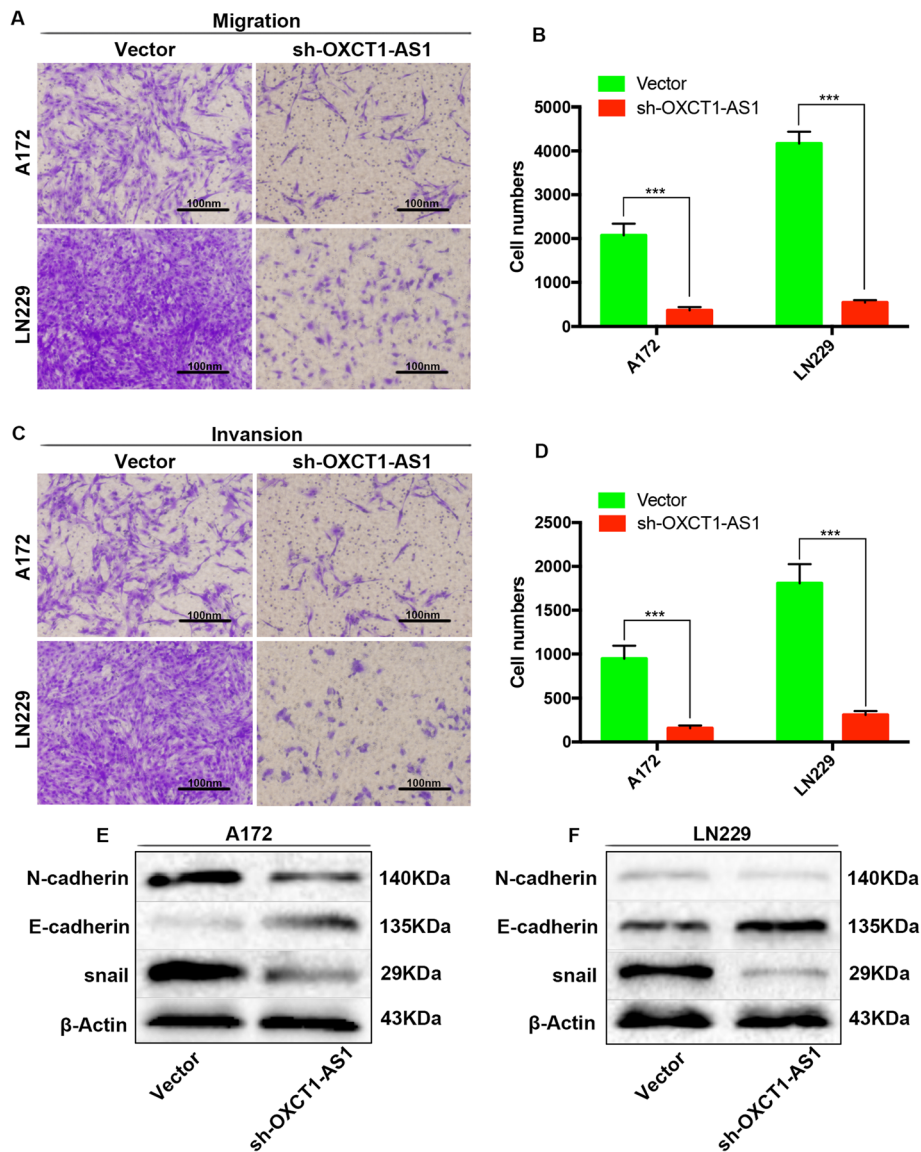 A
Migration
Vector sh-OXCT1-AS1
A172
100nm 100nm
LN229
100nm 100nm
B
Vector
sh-OXCT1-AS1
Cell numbers
5000
4000
3000
2000
1000
0
***
***
A172
LN229
C
Invansion
Vector sh-OXCT1-AS1
A172
100nm 100nm
LN229
100nm 100nm
D
Vector
sh-OXCT1-AS1
Cell numbers
2500
2000
1500
1000
500
0
***
***
A172
LN229
E
A172
N-cadherin 140KDa
E-cadherin 135KDa
snail 29KDa
β-Actin 43KDa
Vector
sh-OXCT1-AS1
F
LN229
N-cadherin 140KDa
E-cadherin 135KDa
snail 29KDa
β-Actin 43KDa
Vector
sh-OXCT1-AS1